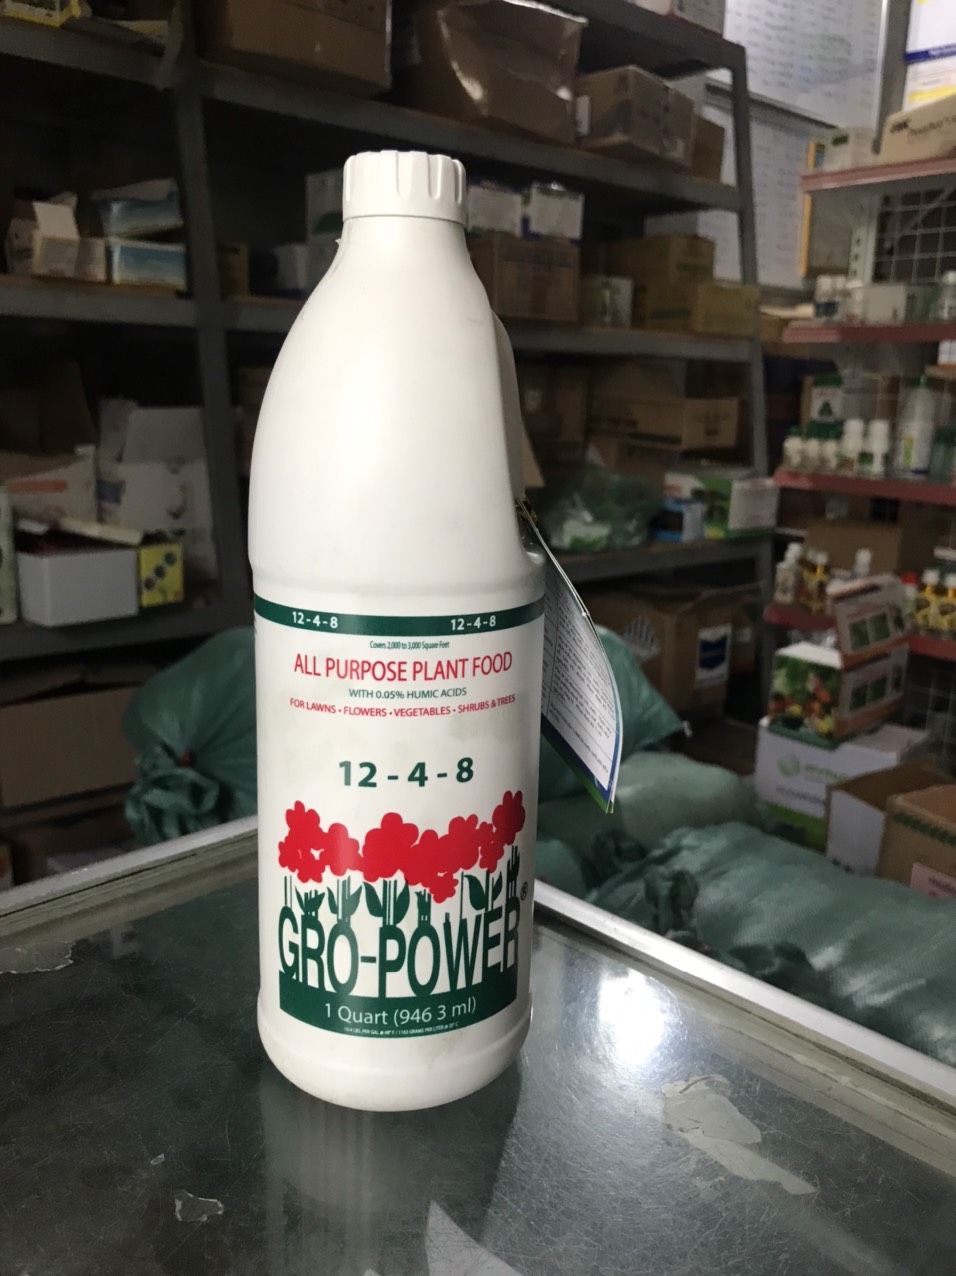 12-4-8 12-4-8
Covers 2,000 to 3,000 Square Feet
ALL PURPOSE PLANT FOOD
WITH 0.05% HUMIC ACIDS
FOR LAWNS • FLOWERS • VEGETABLES • SHRUBS & TREES
12 - 4 - 8
GRO-POWER®
1 Quart (946 3 ml)